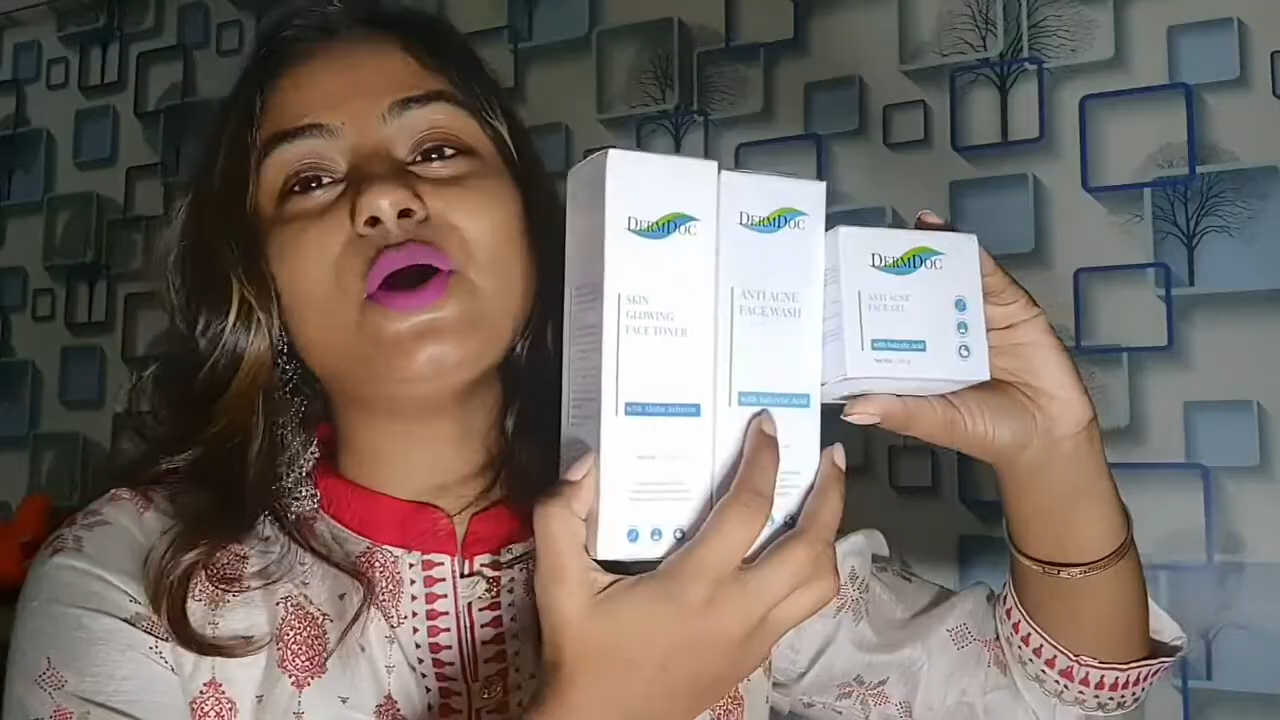 DERMDOC
SKIN
GLOWING
FACE TONER
with Alpha Arbutin
DERMDOC
ANTI ACNE
FACE WASH
with Salicylic Acid
DERMDOC
ANTI ACNE
FACE GEL
with Salicylic Acid